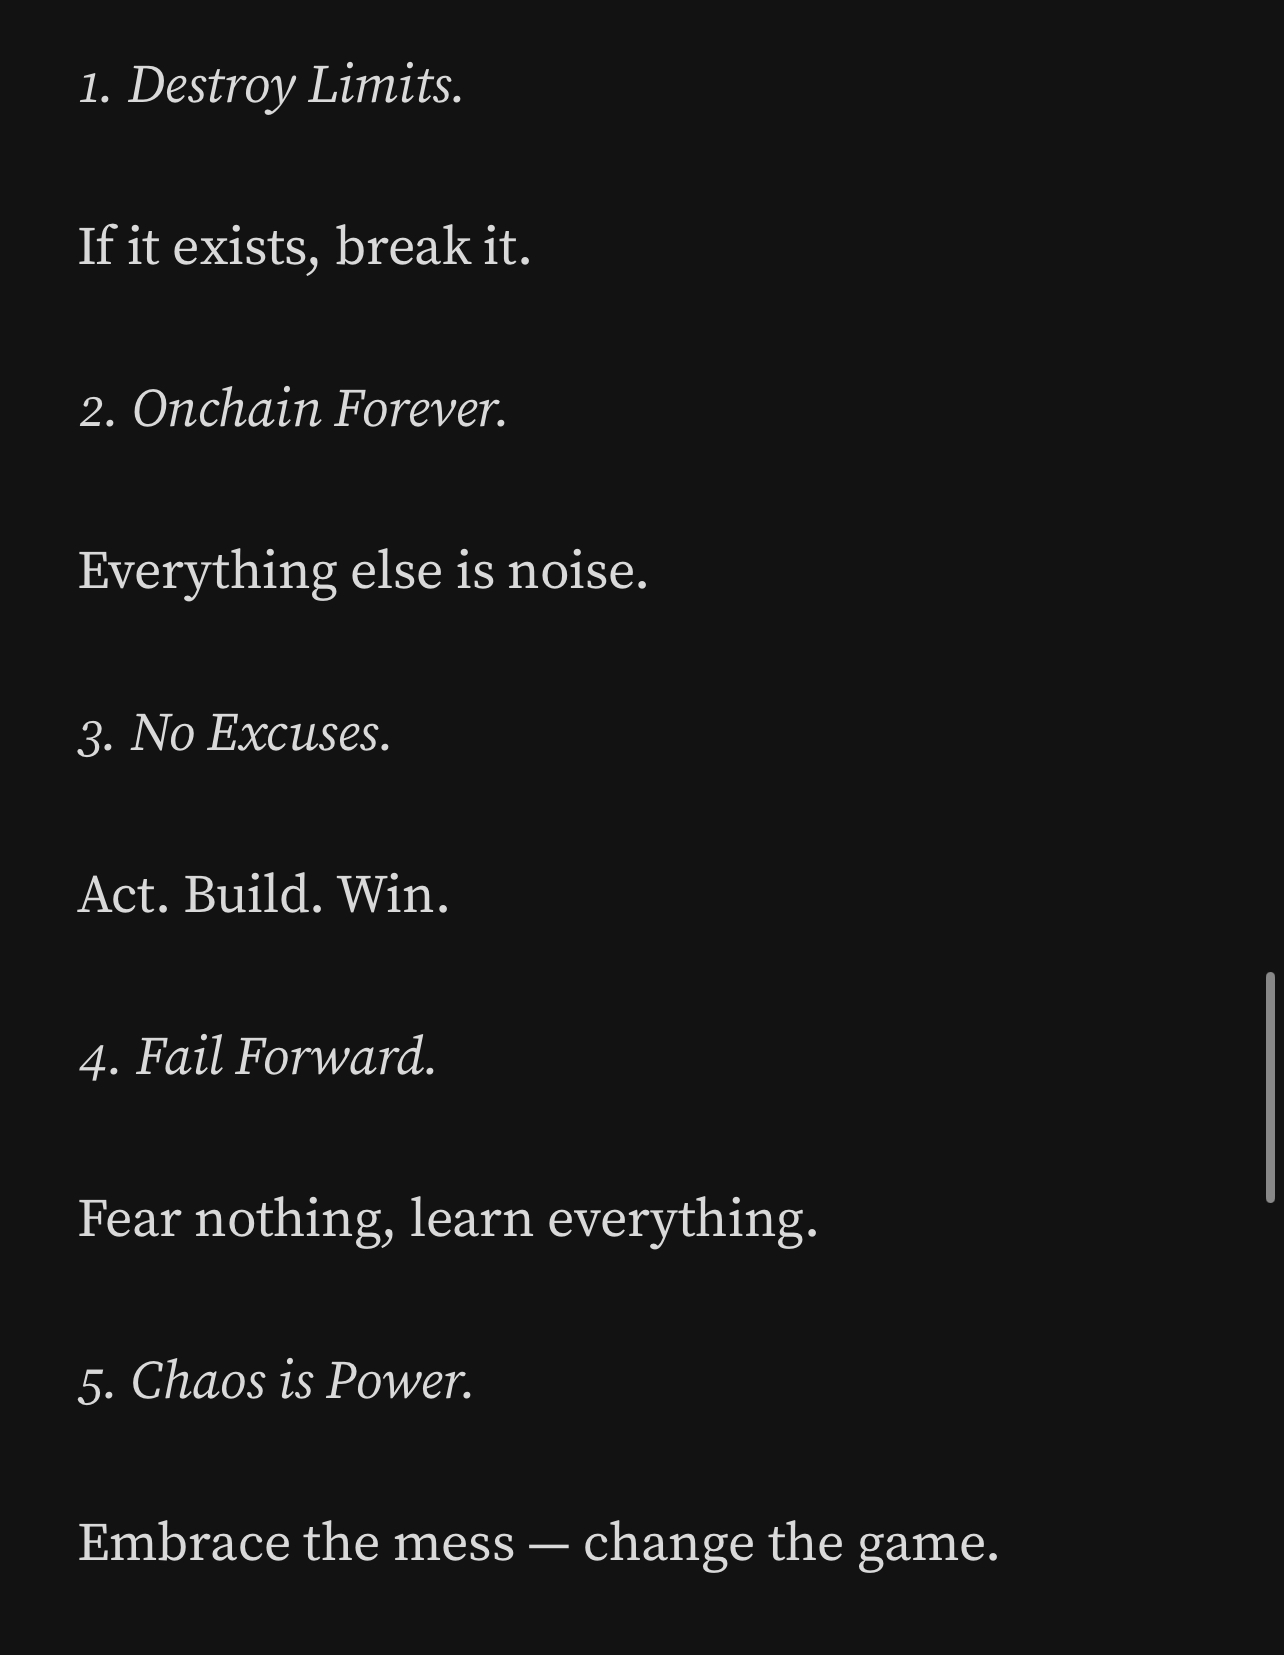 1. Destroy Limits.
If it exists, break it.
2. Onchain Forever.
Everything else is noise.
3. No Excuses.
Act. Build. Win.
4. Fail Forward.
Fear nothing, learn everything.
5. Chaos is Power.
Embrace the mess — change the game.